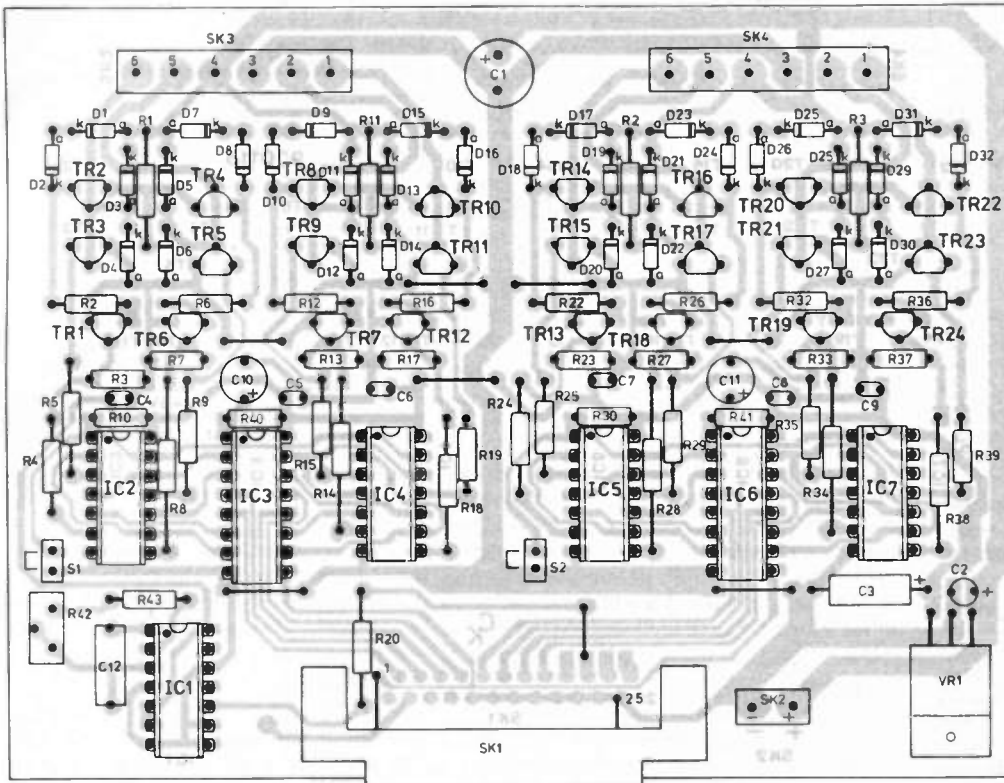 SK3 SK4
6 5 4 3 2 1
+ C1
6 5 4 3 2 1
D1 R1 D7 D9 R11 D15 D17 R2 D23 D25 R3 D31
k a a k k a k a k a a k
D2 D8 D10 D16 D18 D24 D26 D32
TR2 D3 D5 TR4 TR8 D11 D13 TR10 TR14 D19 D21 TR16 TR20 D25 D29 TR22
TR3 D4 D6 TR5 TR9 D12 D14 TR11 TR15 D20 D22 TR17 TR21 D27 D30 TR23
R2 R6 R12 R16 R22 R26 R32 R36
TR1 TR6 TR7 TR12 TR13 TR18 TR19 TR24
R7 R13 R17 R23 R27 R33 R37
R3 C10 + C5 C6 C7 C11 + C8 C9
R5 C4 R9 R24 R25
R10 R40 R30 R41 R35
R4 R15 R19 R29 R39
IC2 IC3 R14 IC4 IC5 IC6 R34 IC7
R8 R18 R28 R38
S1 S2
R42 R43 C3 + C2 +
R20
C12 IC1 1 25 SK2 VR1
- +
SK1